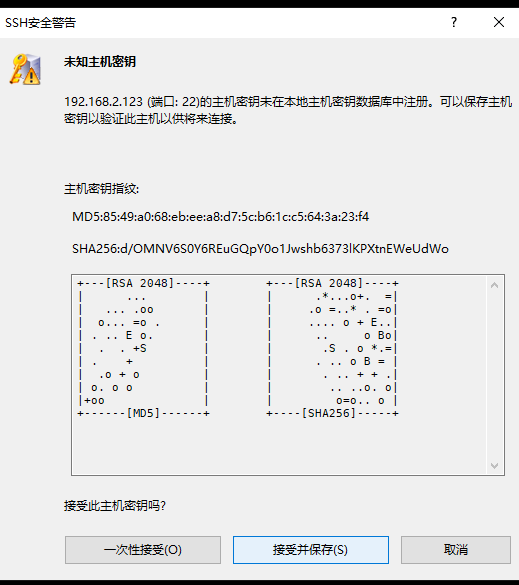 SSH安全警告
未知主机密钥
192.168.2.123 (端口: 22)的主机密钥未在本地主机密钥数据库中注册。可以保存主机
密钥以验证此主机以供将来连接。
主机密钥指纹:
MD5:85:49:a0:68:eb:ee:a8:d7:5c:b6:1c:c5:64:3a:23:f4
SHA256:d/OMNV6S0Y6REuGQpY0o1Jwshb6373lKPXtnEWeUdWo
+---[RSA 2048]----+        +---[RSA 2048]----+
|       ...       |        |      .*...o+.  =|
|    ... .oo      |        |     .o =..* . =o|
|   o... =o .     |        |     .... o + E..|
|  . .. E o.      |        |      ..     o Bo|
|   .  . +S       |        |       .S . o *.=|
|  .    +         |        |      . .. o B = |
|   .o + o        |        |       . .. + + .|
|  o. o o         |        |        .. ..o. o|
|+oo              |        |         o=o.. o |
+------[MD5]------+        +----[SHA256]-----+
接受此主机密钥吗?
一次性接受(O)
接受并保存(S)
取消